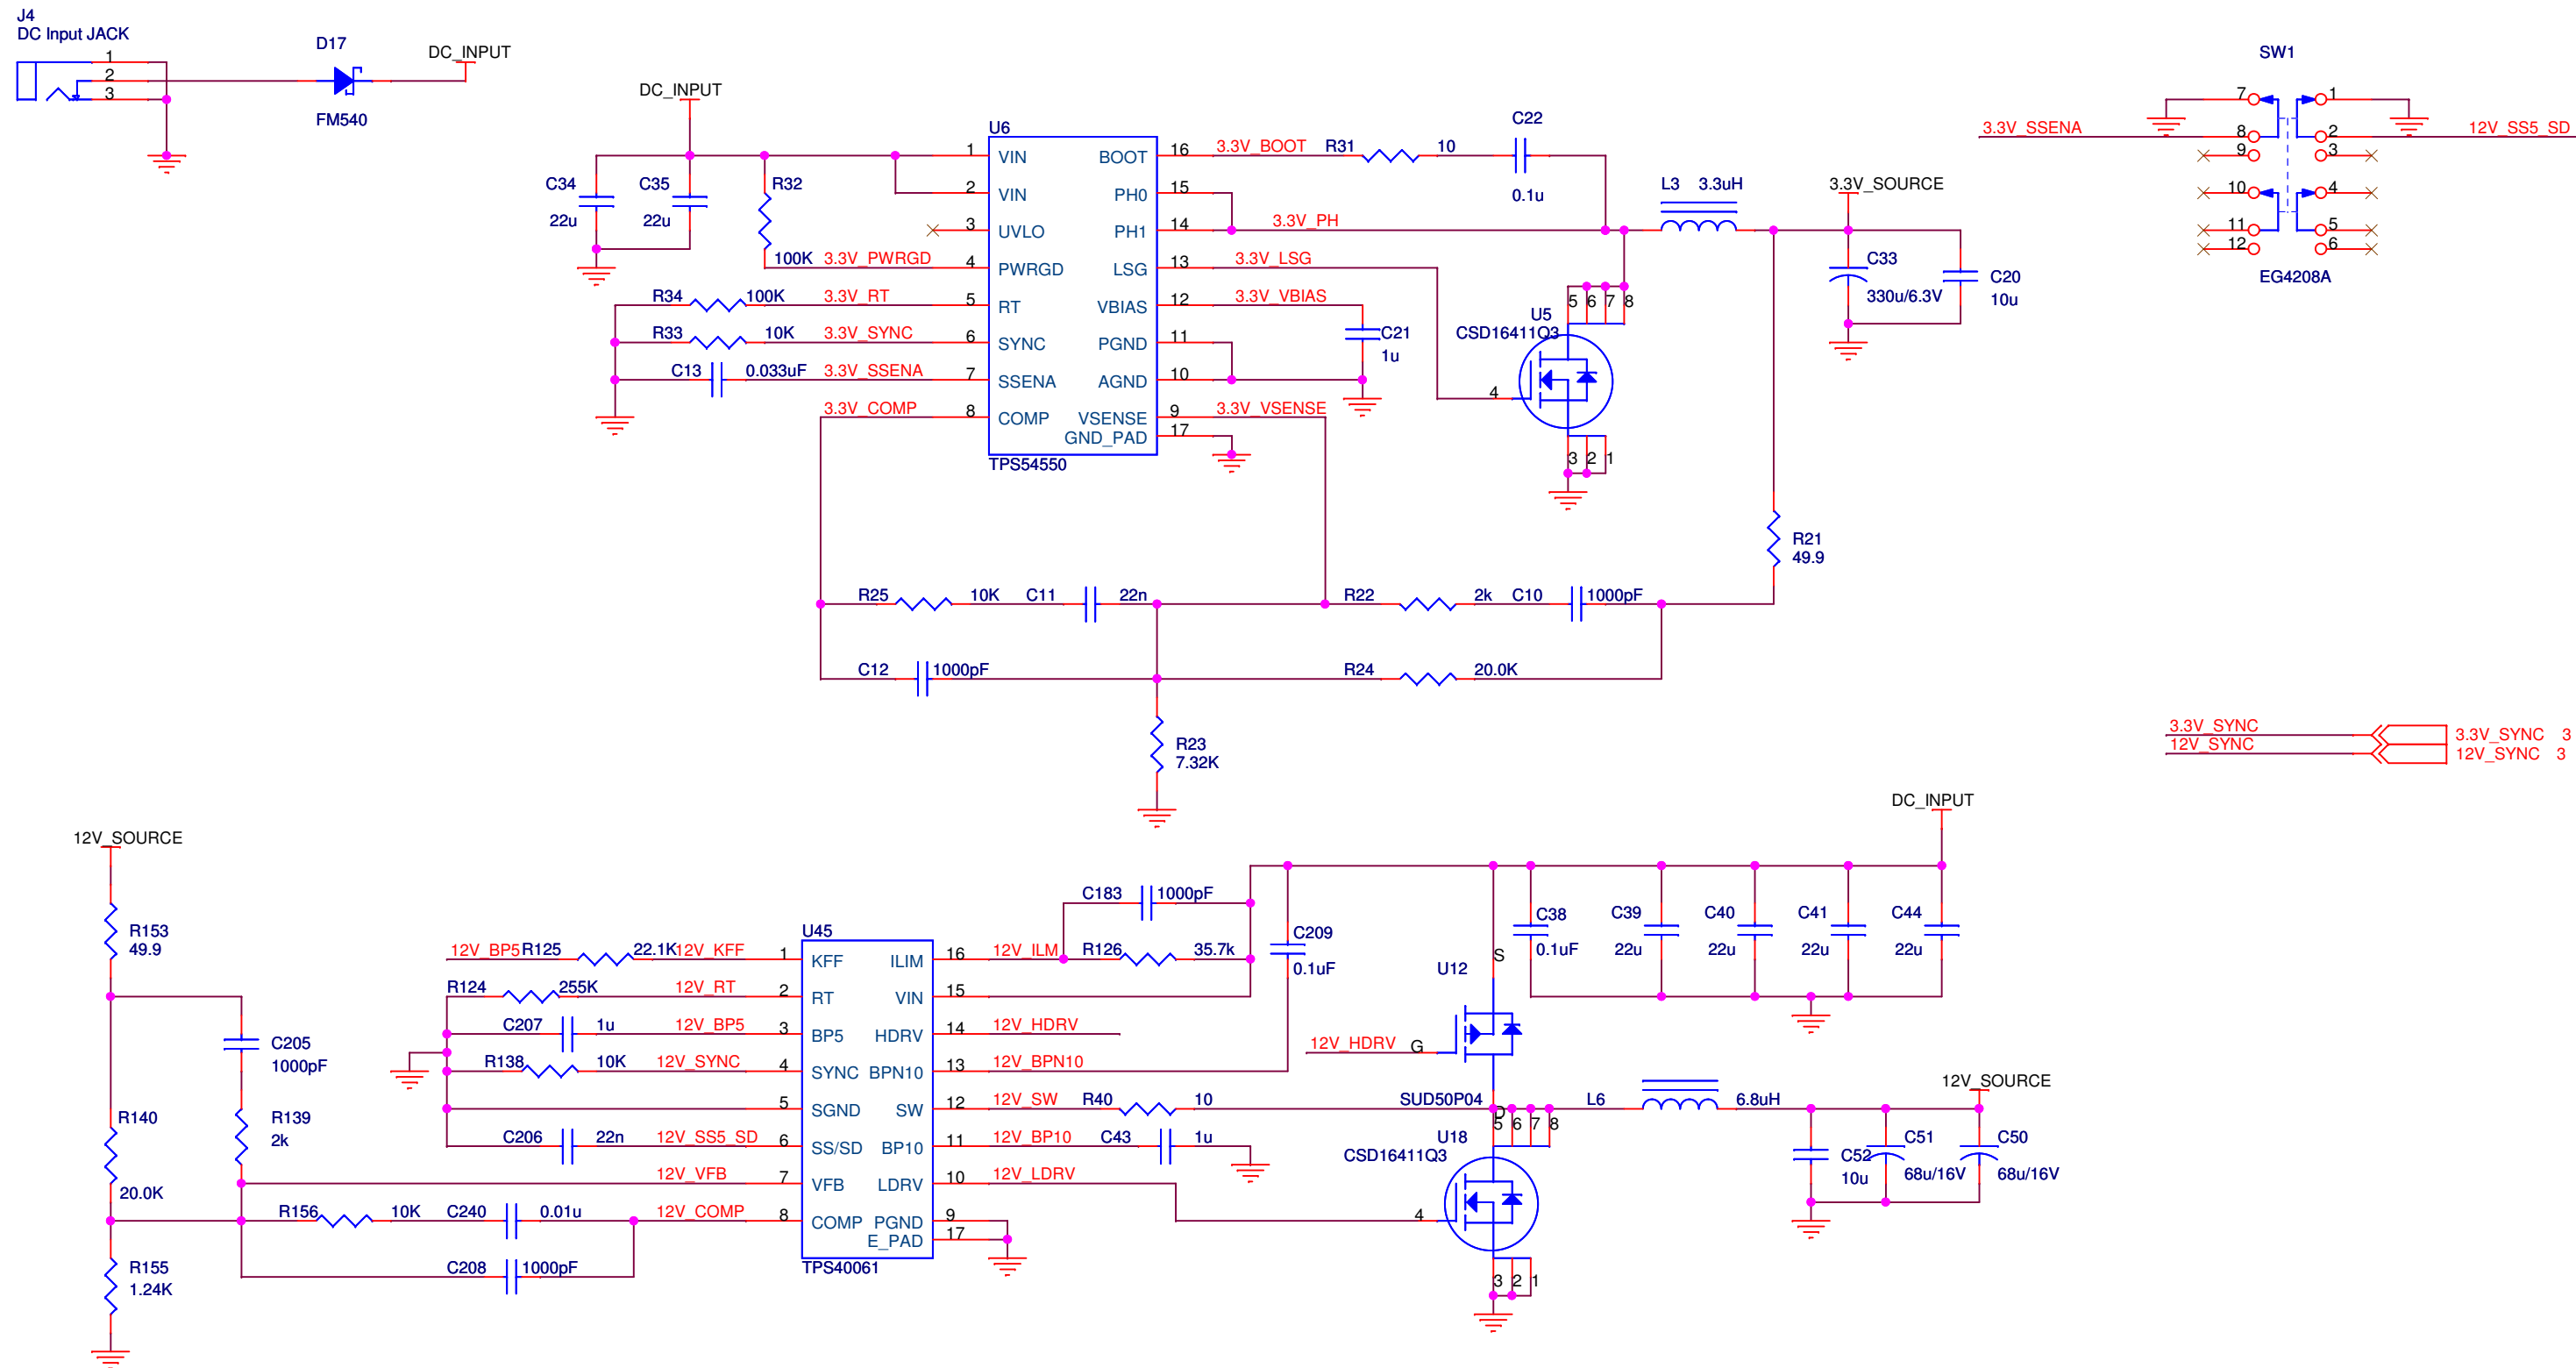 J4
DC Input JACK
1
2
3
D17
FM540
DC_INPUT
DC_INPUT
C34
22u
C35
22u
R32
100K
3.3V_PWRGD
R34
100K
3.3V_RT
R33
10K
3.3V_SYNC
C13
0.033uF
3.3V_SSENA
3.3V_COMP
U6
1 VIN
2 VIN
3 UVLO
4 PWRGD
5 RT
6 SYNC
7 SSENA
8 COMP
BOOT 16
PH0 15
PH1 14
LSG 13
VBIAS 12
PGND 11
AGND 10
VSENSE 9
GND_PAD 17
TPS54550
3.3V_BOOT
R31
10
C22
0.1u
3.3V_PH
3.3V_LSG
3.3V_VBIAS
C21
1u
3.3V_VSENSE
L3 3.3uH
3.3V_SOURCE
C33
330u/6.3V
C20
10u
5 6 7 8
U5
CSD16411Q3
4
3 2 1
R21
49.9
R25
10K
C11
22n
R22
2k
C10
1000pF
C12
1000pF
R24
20.0K
R23
7.32K
SW1
7
8
9
10
11
12
1
2
3
4
5
6
3.3V_SSENA
12V_SS5_SD
EG4208A
3.3V_SYNC
12V_SYNC
3.3V_SYNC 3
12V_SYNC 3
12V_SOURCE
R153
49.9
C205
1000pF
R140
20.0K
R139
2k
R155
1.24K
12V_BP5
R125
22.1K
12V_KFF
R124
255K
12V_RT
C207
1u
12V_BP5
R138
10K
12V_SYNC
C206
22n
12V_SS5_SD
12V_VFB
R156
10K
C240
0.01u
12V_COMP
C208
1000pF
U45
1 KFF
2 RT
3 BP5
4 SYNC
5 SGND
6 SS/SD
7 VFB
8 COMP
ILIM 16
VIN 15
HDRV 14
BPN10 13
SW 12
BP10 11
LDRV 10
PGND 9
E_PAD 17
TPS40061
C183
1000pF
12V_ILM
R126
35.7k
12V_HDRV
12V_BPN10
12V_SW
R40
10
12V_BP10
C43
1u
12V_LDRV
C209
0.1uF
DC_INPUT
S
U12
12V_HDRV
G
SUD50P04
D
C38
0.1uF
C39
22u
C40
22u
C41
22u
C44
22u
5 6 7 8
U18
CSD16411Q3
4
3 2 1
L6
6.8uH
12V_SOURCE
C52
10u
C51
68u/16V
C50
68u/16V